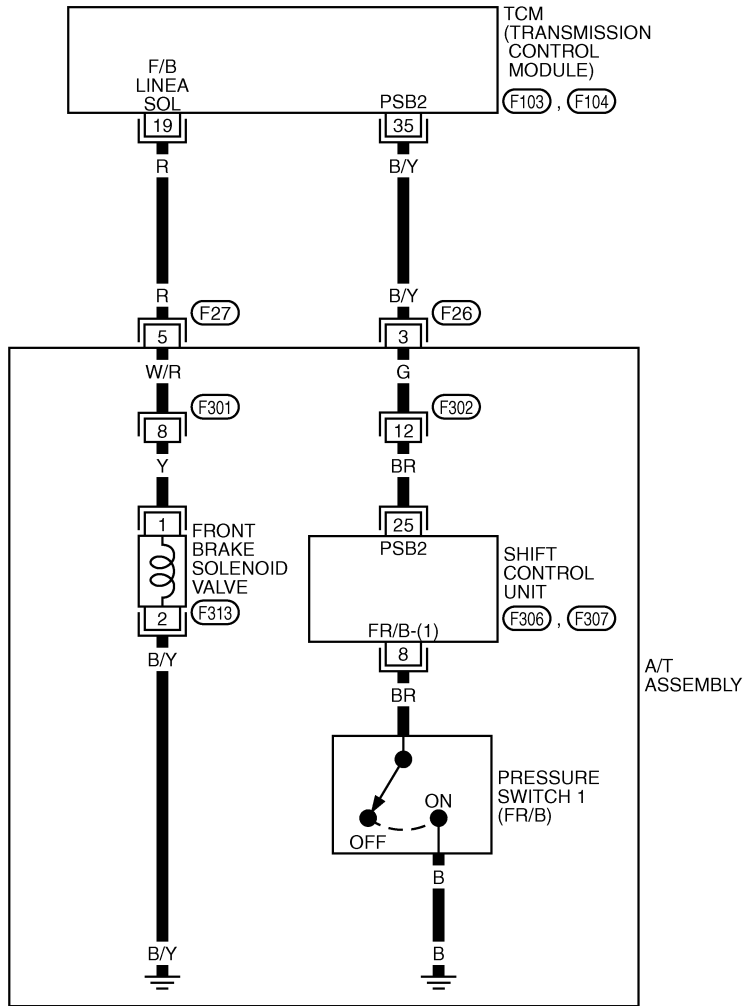 TCM
(TRANSMISSION
CONTROL
MODULE)
F103 , F104
F/B
LINEA
SOL
PSB2
19
35
R
B/Y
R
B/Y
F27
F26
5
3
W/R
G
F301
F302
8
12
Y
BR
1
25
FRONT
BRAKE
SOLENOID
VALVE
F313
2
PSB2
SHIFT
CONTROL
UNIT
F306 , F307
FR/B-(1)
8
B/Y
BR
A/T
ASSEMBLY
PRESSURE
SWITCH 1
(FR/B)
ON
OFF
B
B/Y
B